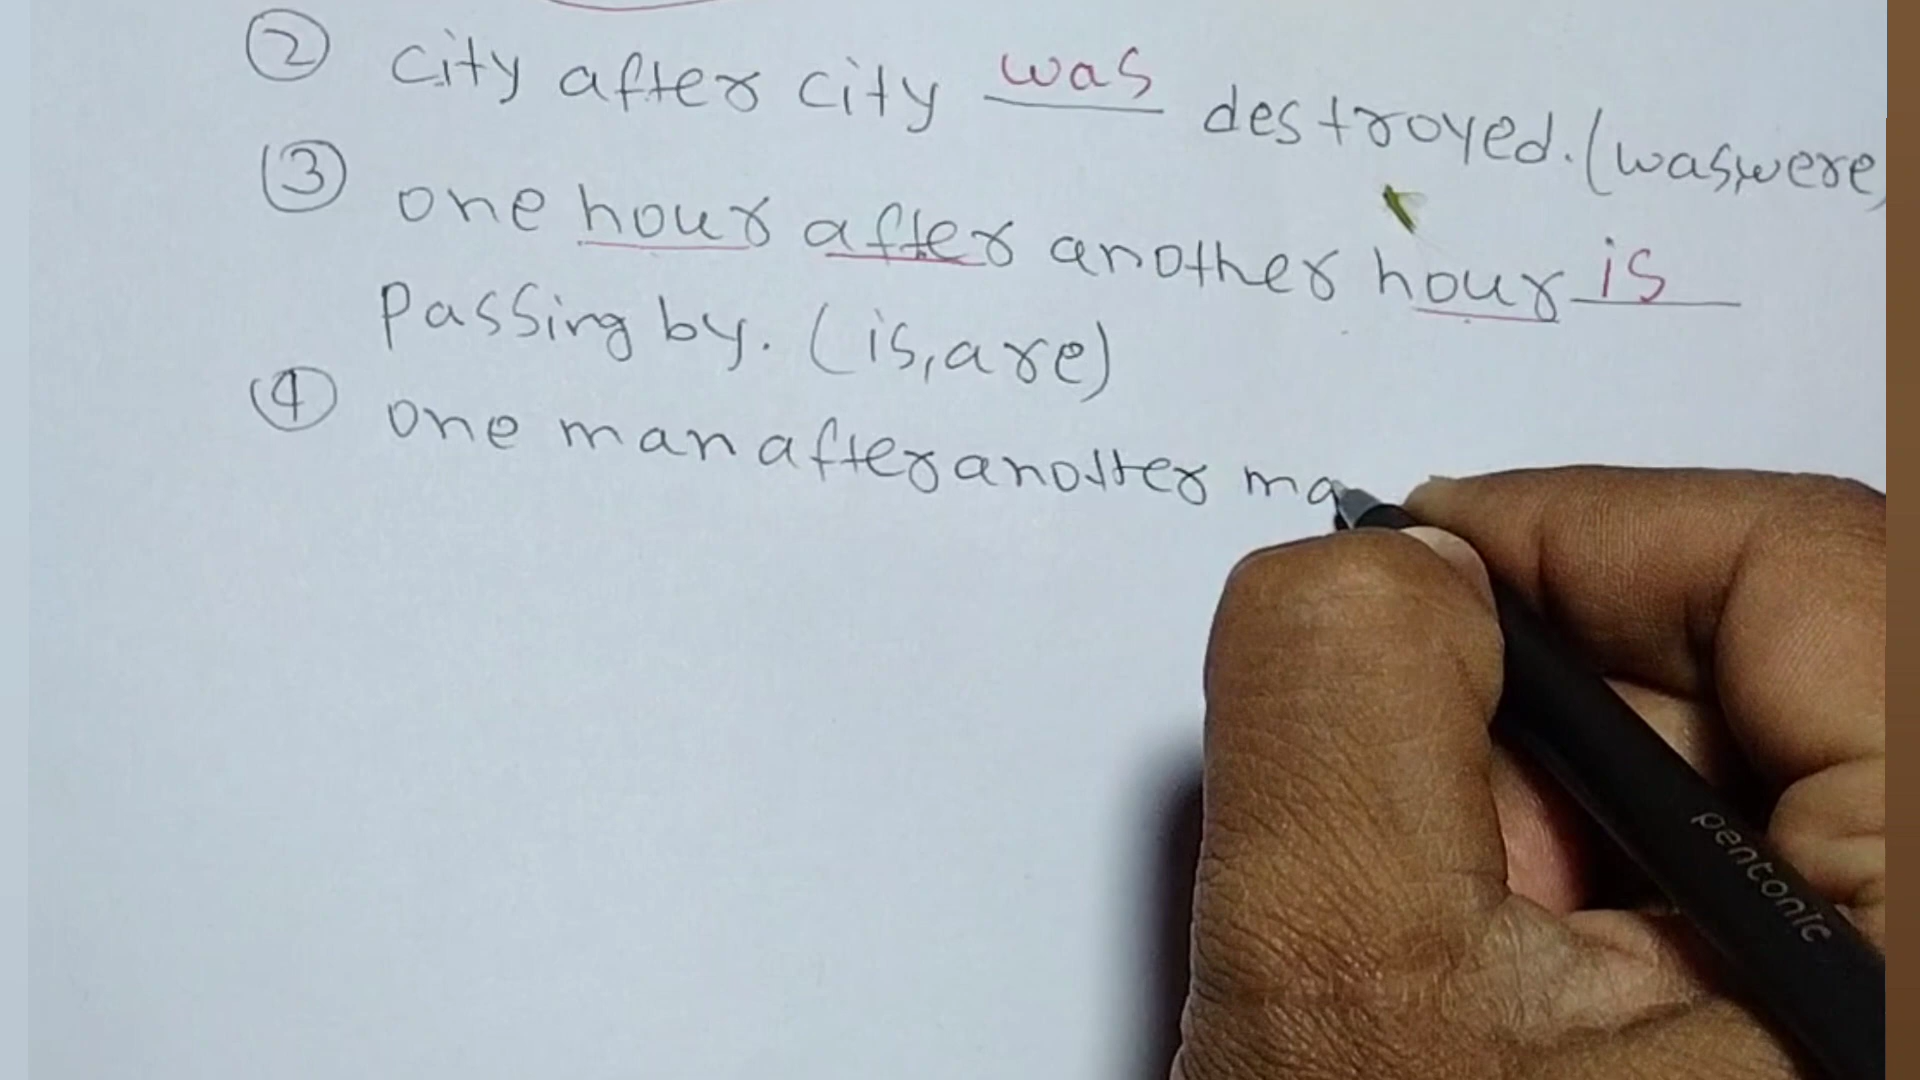 ② city after city was destroyed. (was, were)
③ one hour after another hour is
passing by. (is, are)
④ one man after another ma
pentonic